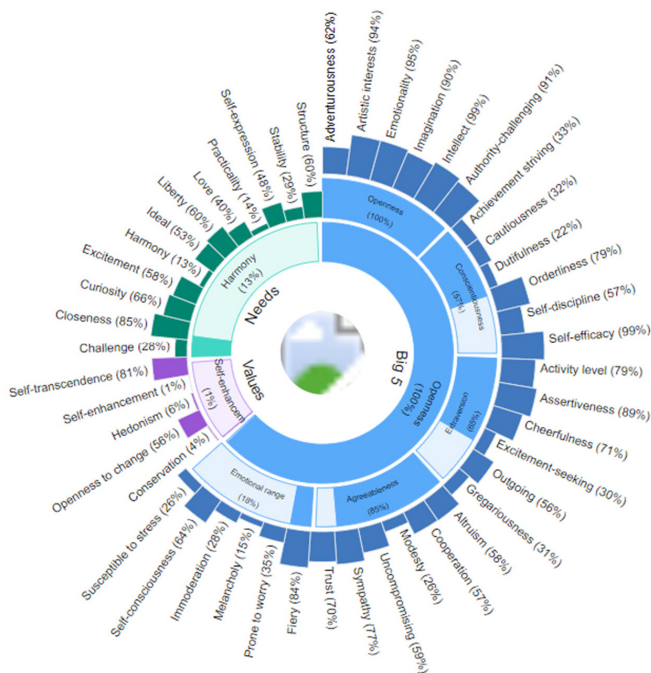 Adventurousness (62%)
Artistic interests (94%)
Emotionality (95%)
Imagination (90%)
Intellect (99%)
Authority-challenging (91%)
Achievement striving (33%)
Cautiousness (32%)
Dutifulness (22%)
Orderliness (79%)
Self-discipline (57%)
Self-efficacy (99%)
Activity level (79%)
Assertiveness (89%)
Cheerfulness (71%)
Excitement-seeking (30%)
Outgoing (56%)
Gregariousness (31%)
Altruism (58%)
Cooperation (57%)
Modesty (26%)
Uncompromising (59%)
Sympathy (77%)
Trust (70%)
Fiery (84%)
Prone to worry (35%)
Melancholy (15%)
Immoderation (28%)
Self-consciousness (64%)
Susceptible to stress (26%)
Conservation (4%)
Openness to change (56%)
Hedonism (6%)
Self-enhancement (1%)
Self-transcendence (81%)
Challenge (28%)
Closeness (85%)
Curiosity (66%)
Excitement (58%)
Harmony (13%)
Ideal (53%)
Liberty (60%)
Love (40%)
Practicality (14%)
Self-expression (48%)
Stability (29%)
Structure (60%)
Openness
(100%)
Conscientiousness
(57%)
Extraversion
(65%)
Agreeableness
(85%)
Emotional range
(18%)
Self-enhancem
(1%)
Harmony
(13%)
Needs
Values
Big 5
Openness
(100%)